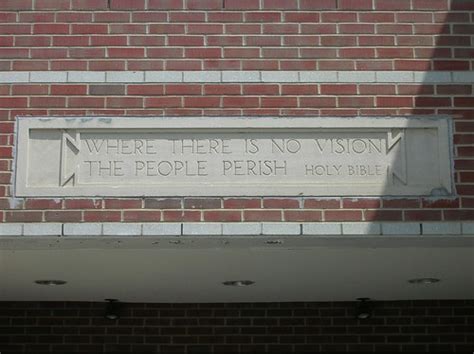 WHERE THERE IS NO VISION
THE PEOPLE PERISH HOLY BIBLE